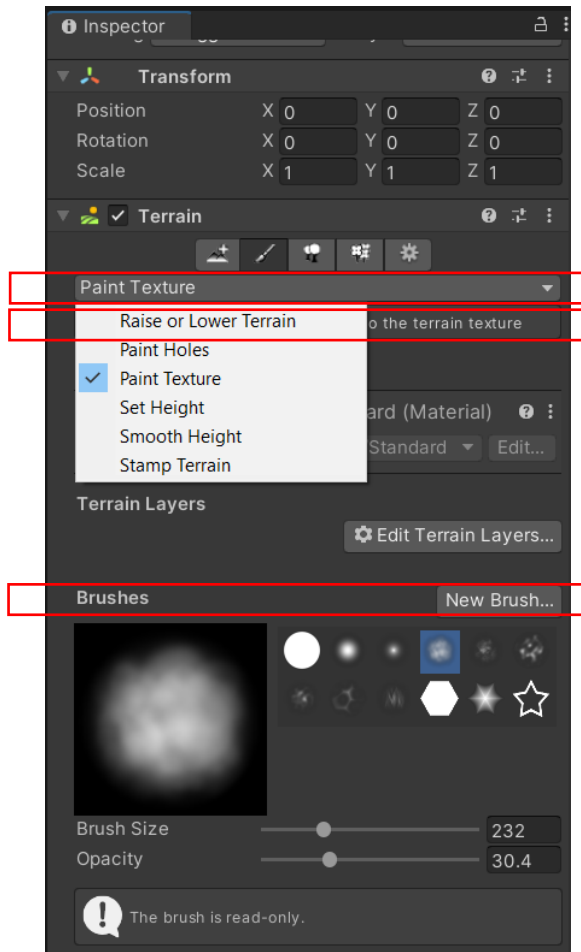 Inspector
Transform
Position X 0 Y 0 Z 0
Rotation X 0 Y 0 Z 0
Scale X 1 Y 1 Z 1
Terrain
Paint Texture
Raise or Lower Terrain o the terrain texture
Paint Holes
Paint Texture
Set Height ard (Material)
Smooth Height Standard Edit...
Stamp Terrain
Terrain Layers
Edit Terrain Layers...
Brushes New Brush...
Brush Size 232
Opacity 30.4
The brush is read-only.